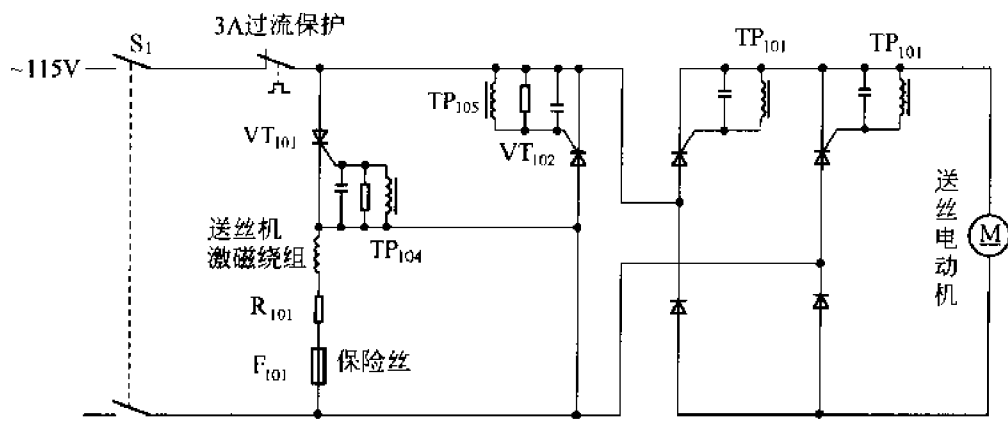 3A过流保护
S₁
~115V
TP₁₀₁
TP₁₀₁
TP₁₀₅
VT₁₀₁
VT₁₀₂
送丝机
激磁绕组
TP₁₀₄
送丝电动机
M
R₁₀₁
F₁₀₁
保险丝